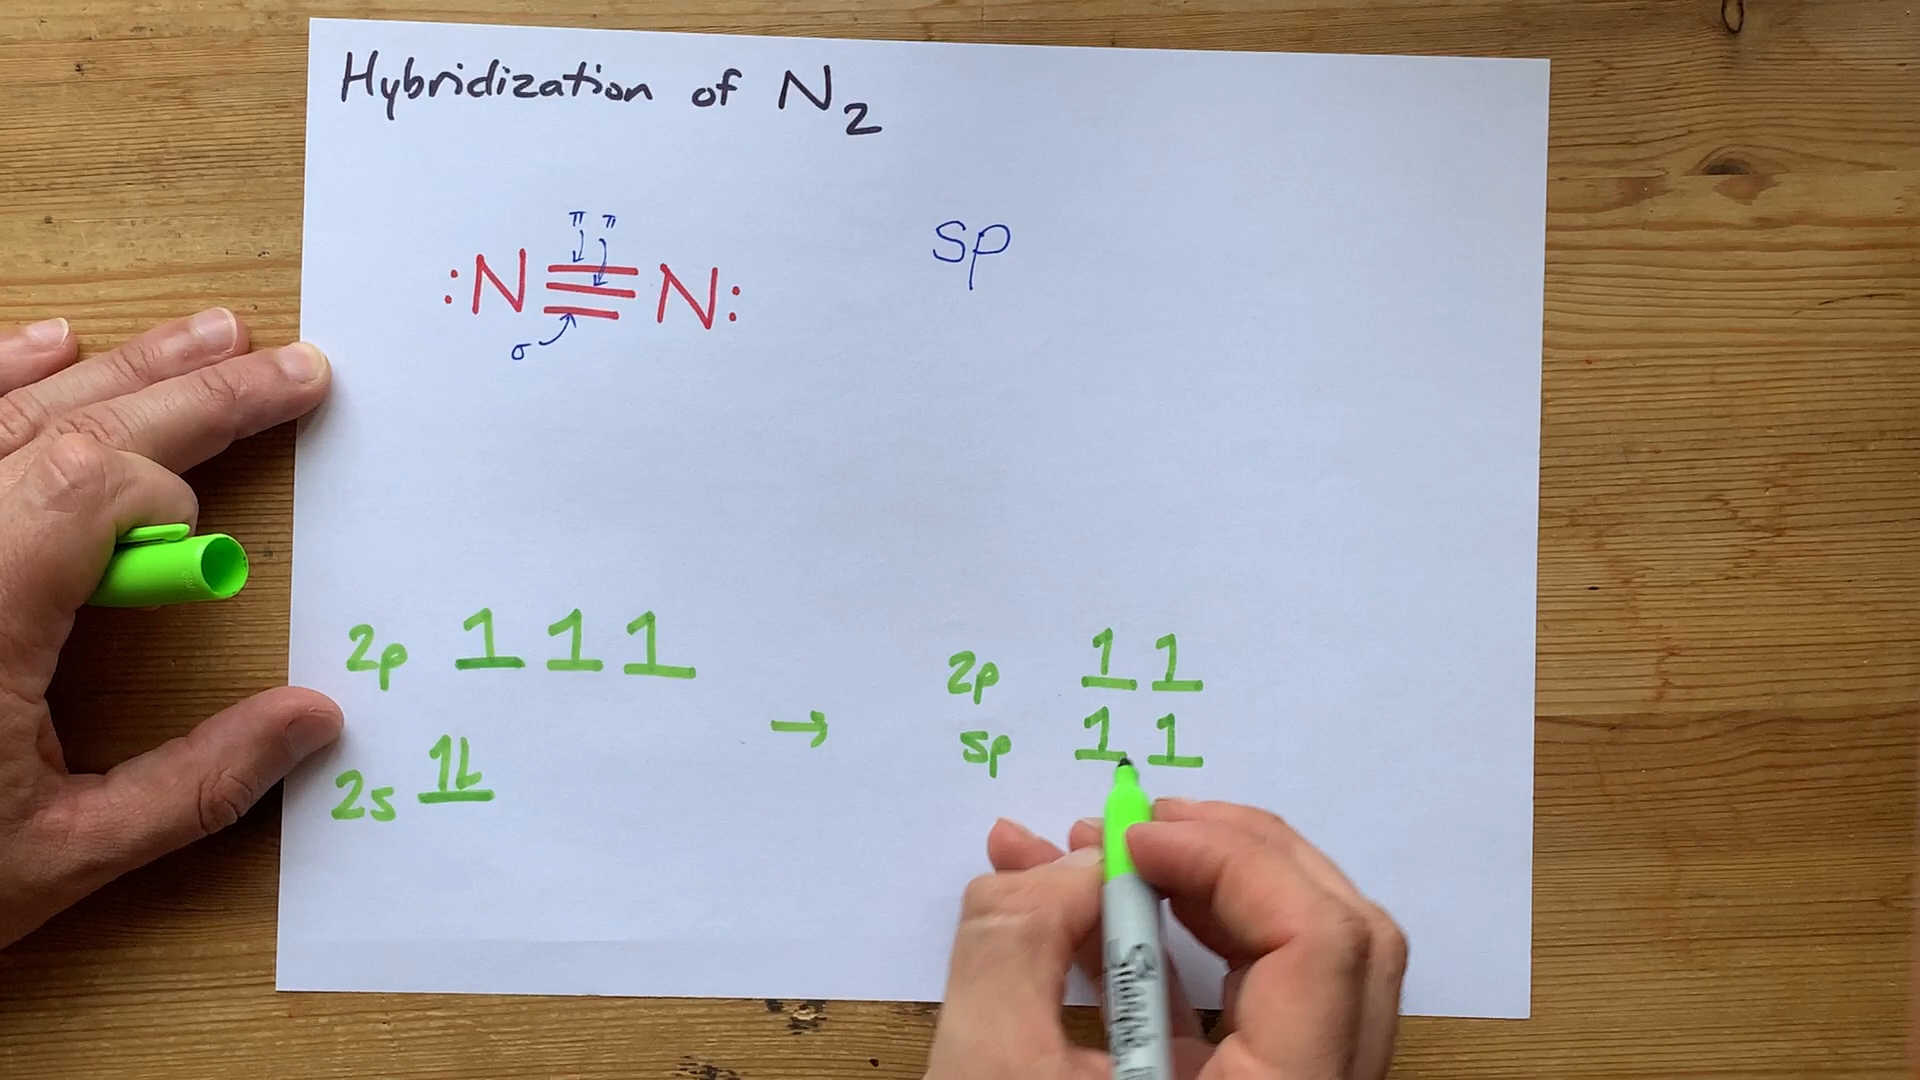 Hybridization of N2
π π
:N≡N:
σ
sp
2p 1 1 1
2s 1L
→
2p 1 1
sp 1 1
Sharpie